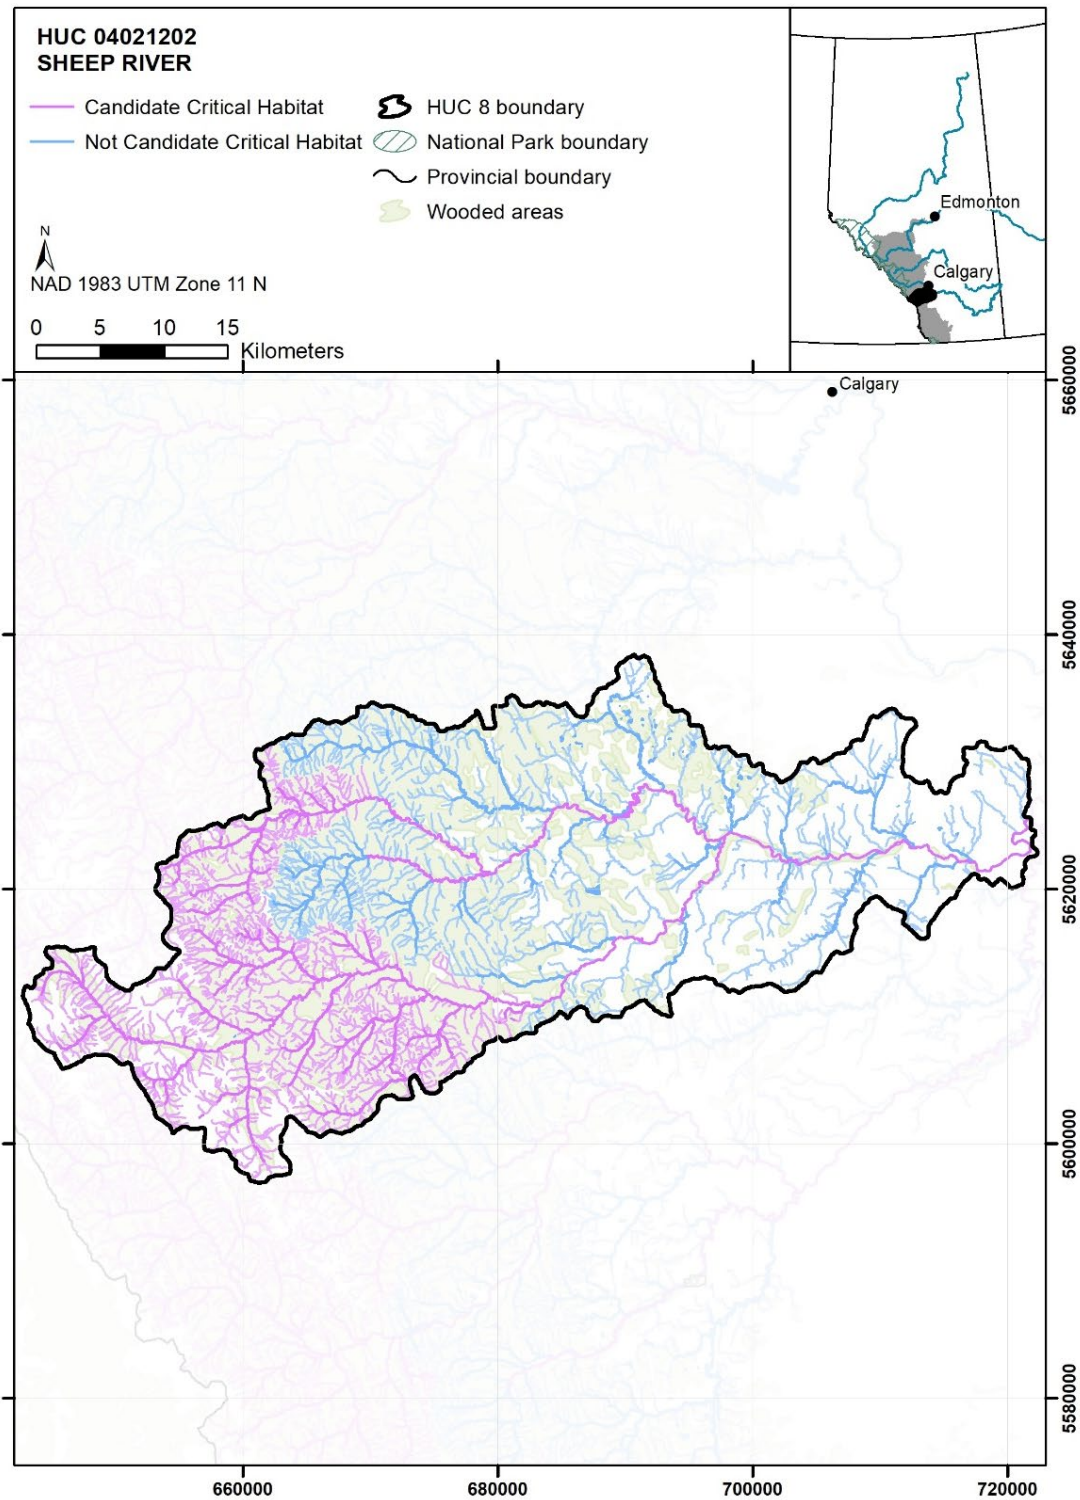 HUC 04021202
SHEEP RIVER
Candidate Critical Habitat
Not Candidate Critical Habitat
HUC 8 boundary
National Park boundary
Provincial boundary
Wooded areas
N
NAD 1983 UTM Zone 11 N
0 5 10 15
Kilometers
Edmonton
Calgary
Calgary
5660000
5640000
5620000
5600000
5580000
660000 680000 700000 720000